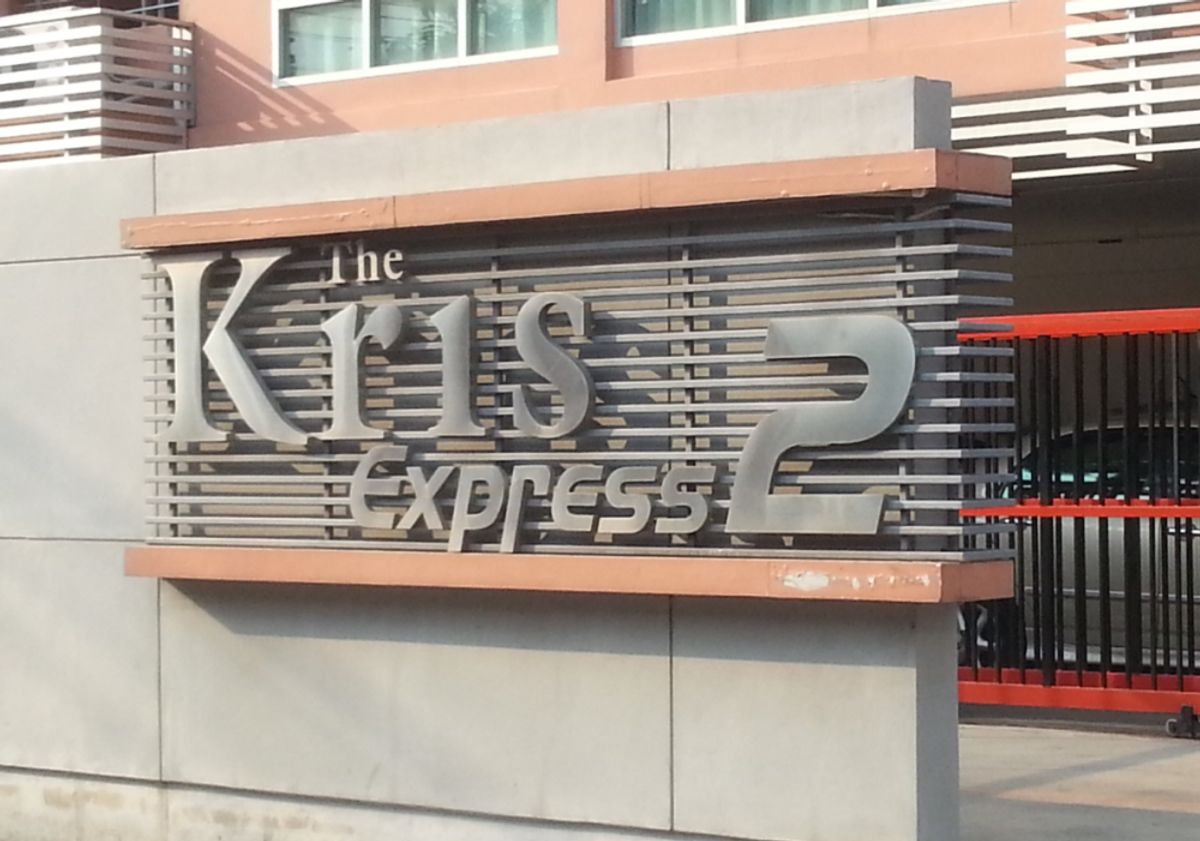 The
Kris
Express 2